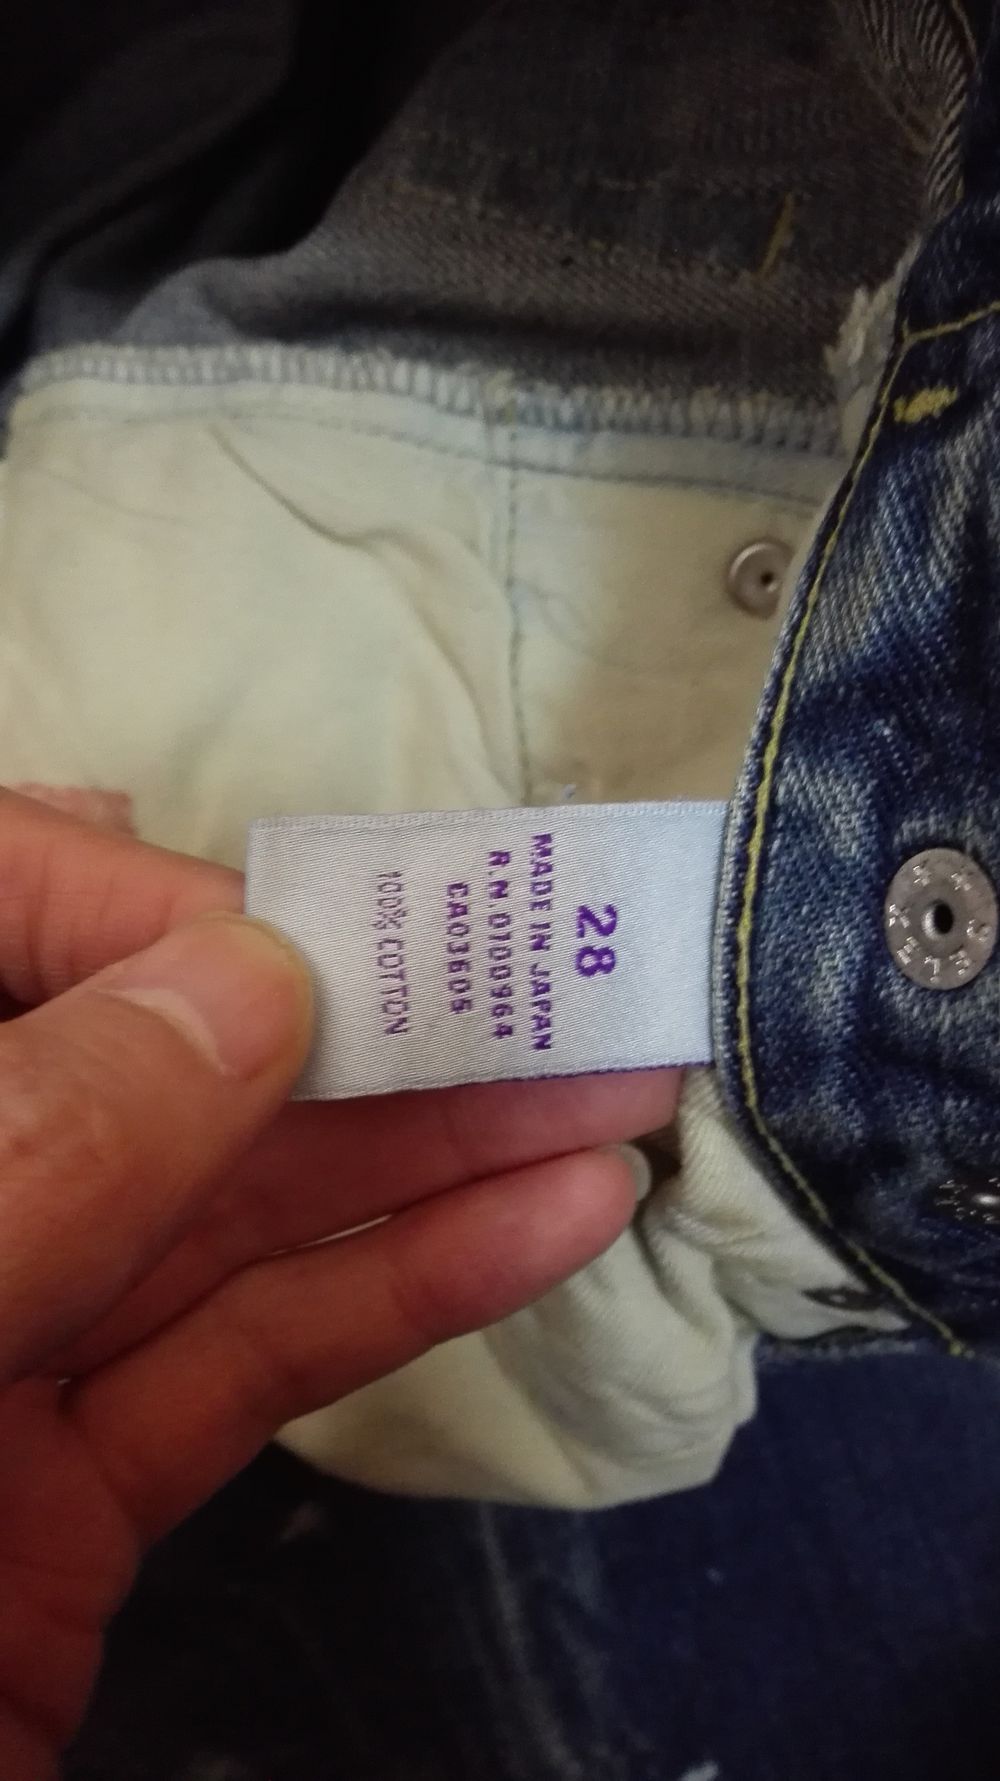 28
MADE IN JAPAN
R.N.0100964
CA03605
100% COTTON